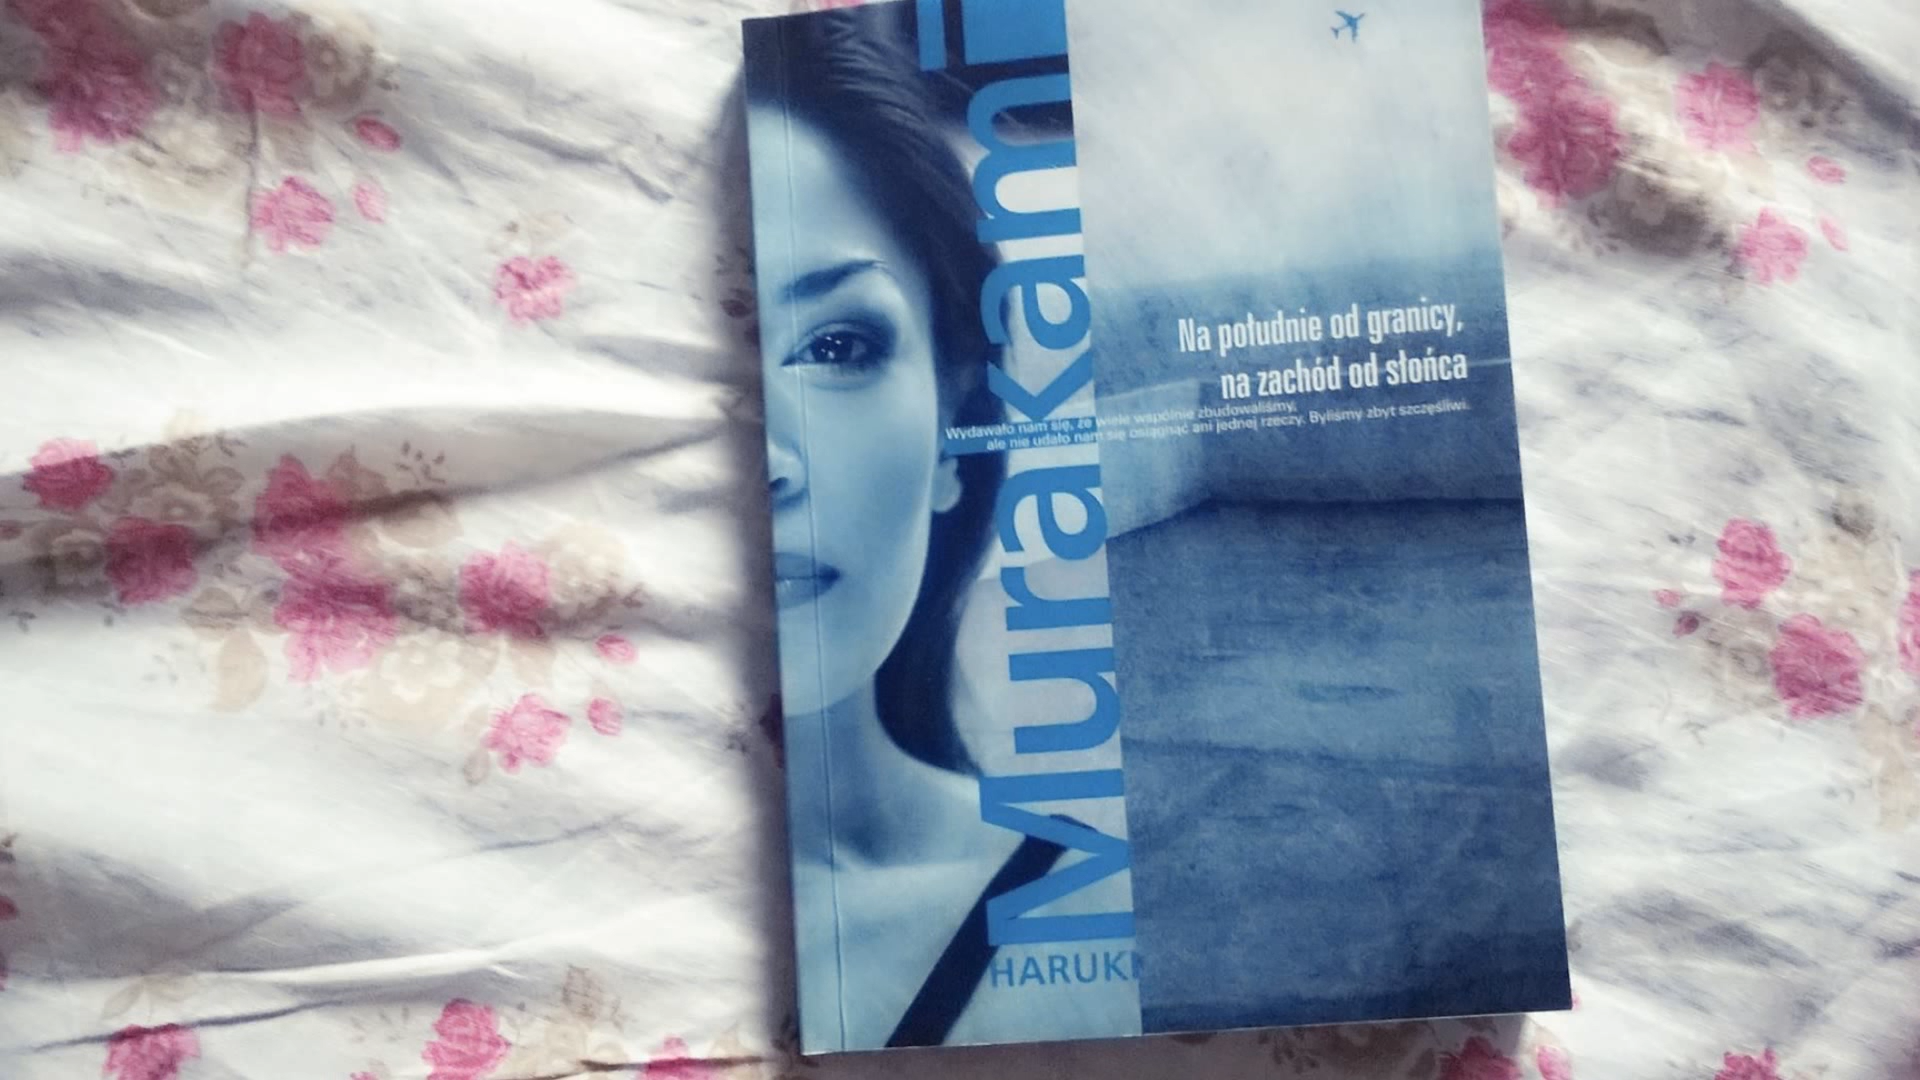 Murakami
HARUKI
Na południe od granicy,
na zachód od słońca
Wydawało nam się, że wiele wspólnie zbudowaliśmy,
ale nie udało nam się osiągnąć ani jednej rzeczy. Byliśmy zbyt szczęśliwi.